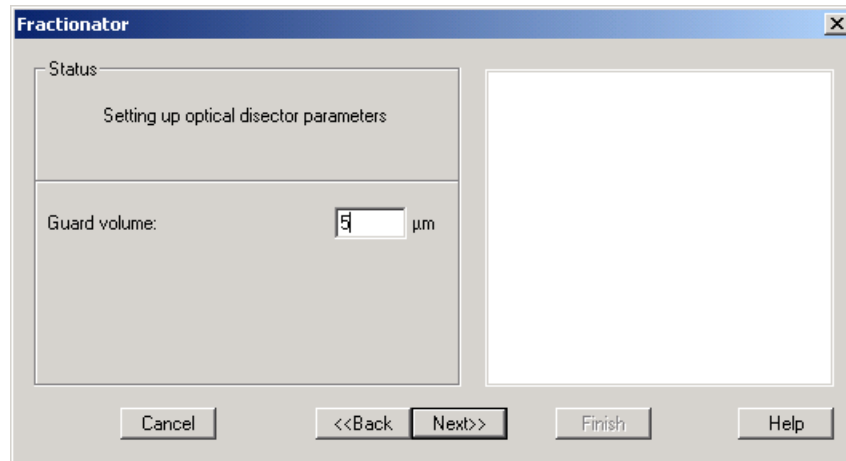 Fractionator
Status
Setting up optical disector parameters
Guard volume: 5 μm
Cancel <<Back Next>> Finish Help